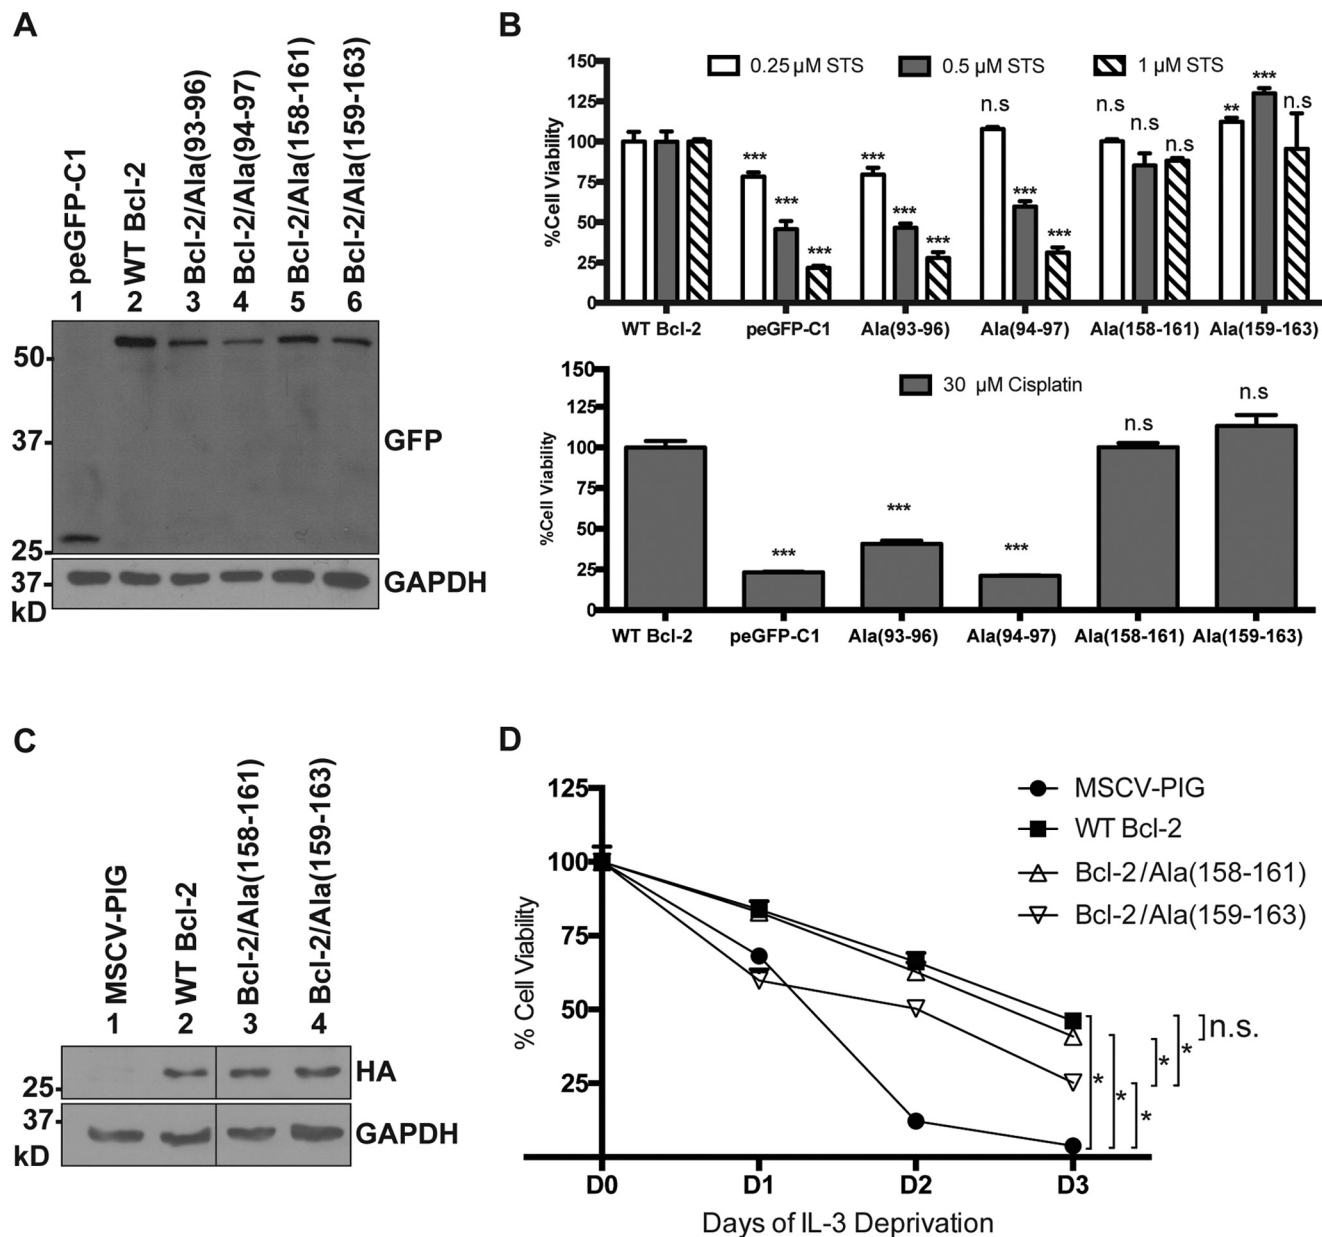 A
peGFP-C1
WT Bcl-2
Bcl-2/Ala(93-96)
Bcl-2/Ala(94-97)
Bcl-2/Ala(158-161)
Bcl-2/Ala(159-163)
1 2 3 4 5 6
50
37
25
GFP
37
kD
GAPDH
B
0.25 µM STS
0.5 µM STS
1 µM STS
%Cell Viability
150
125
100
75
50
25
0
*** *** ***
*** *** ***
n.s *** ***
n.s n.s n.s
** *** n.s
WT Bcl-2 peGFP-C1 Ala(93-96) Ala(94-97) Ala(158-161) Ala(159-163)
30 µM Cisplatin
%Cell Viability
150
125
100
75
50
25
0
*** *** *** n.s n.s
WT Bcl-2 peGFP-C1 Ala(93-96) Ala(94-97) Ala(158-161) Ala(159-163)
C
MSCV-PIG
WT Bcl-2
Bcl-2/Ala(158-161)
Bcl-2/Ala(159-163)
1 2 3 4
25
HA
37
kD
GAPDH
D
MSCV-PIG
WT Bcl-2
Bcl-2/Ala(158-161)
Bcl-2/Ala(159-163)
% Cell Viability
125
100
75
50
25
* * * * * n.s.
D0 D1 D2 D3
Days of IL-3 Deprivation